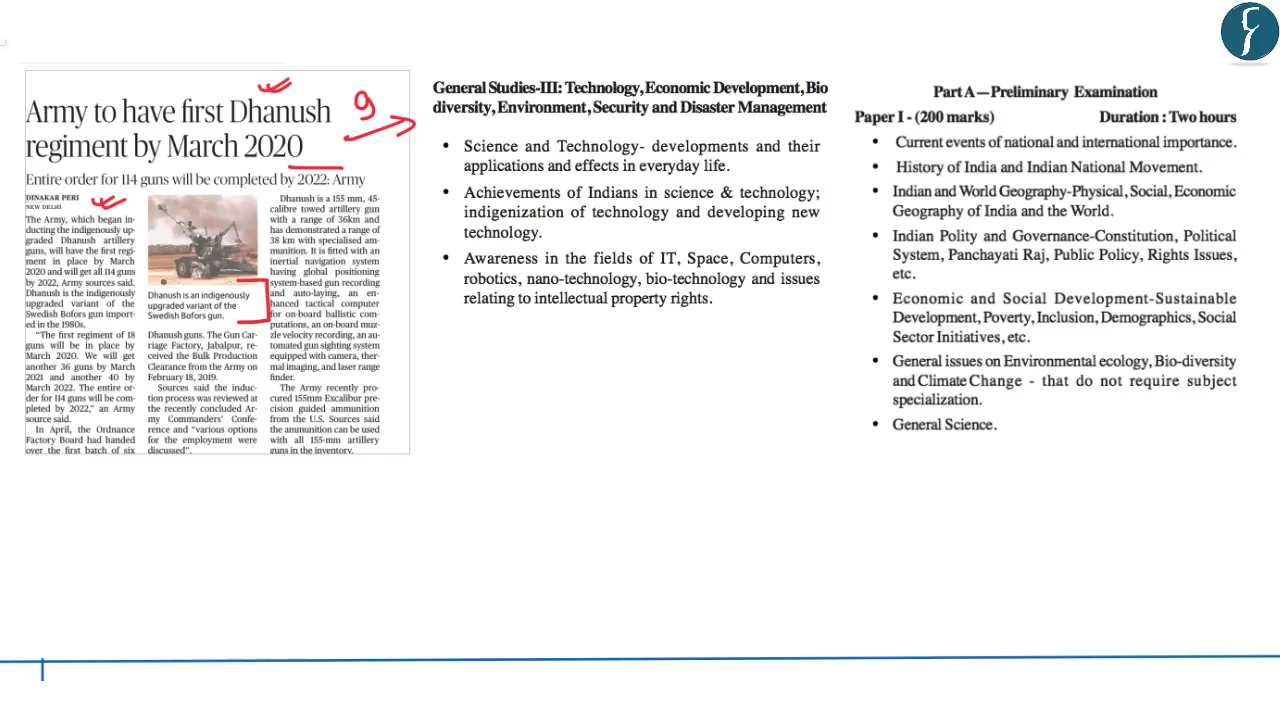 Army to have first Dhanush
regiment by March 2020
9
Entire order for 114 guns will be completed by 2022: Army
DINAKAR PERI
NEW DELHI
The Army, which began in-
ducting the indigenously up-
graded Dhanush artillery
guns, will have the first regi-
ment in place by March
2020 and will get all 114 guns
by 2022, Army sources said.
Dhanush is the indigenously
upgraded variant of the
Swedish Bofors gun import-
ed in the 1980s.
"The first regiment of 18
guns will be in place by
March 2020. We will get
another 36 guns by March
2021 and another 40 by
March 2022. The entire or-
der for 114 guns will be com-
pleted by 2022," an Army
source said.
In April, the Ordnance
Factory Board had handed
over the first batch of six
Dhanush is an indigenously
upgraded variant of the
Swedish Bofors gun.
Dhanush guns. The Gun Car-
riage Factory, Jabalpur, re-
ceived the Bulk Production
Clearance from the Army on
February 18, 2019.
Sources said the induc-
tion process was reviewed at
the recently concluded Ar-
my Commanders' Confe-
rence and "various options
for the employment were
discussed".
Dhanush is a 155 mm, 45-
calibre towed artillery gun
with a range of 36km and
has demonstrated a range of
38 km with specialised am-
munition. It is fitted with an
inertial navigation system
having global positioning
system-based gun recording
and auto-laying, an en-
hanced tactical computer
for on-board ballistic com-
putations, an on-board muz-
zle velocity recording, an au-
tomated gun sighting system
equipped with camera, ther-
mal imaging, and laser range
finder.
The Army recently pro-
cured 155mm Excalibur pre-
cision guided ammunition
from the U.S. Sources said
the ammunition can be used
with all 155-mm artillery
guns in the inventory.
General Studies-III: Technology, Economic Development, Bio
diversity, Environment, Security and Disaster Management
• Science and Technology- developments and their
applications and effects in everyday life.
• Achievements of Indians in science & technology;
indigenization of technology and developing new
technology.
• Awareness in the fields of IT, Space, Computers,
robotics, nano-technology, bio-technology and issues
relating to intellectual property rights.
Part A—Preliminary Examination
Paper I - (200 marks) Duration : Two hours
• Current events of national and international importance.
• History of India and Indian National Movement.
• Indian and World Geography-Physical, Social, Economic
Geography of India and the World.
• Indian Polity and Governance-Constitution, Political
System, Panchayati Raj, Public Policy, Rights Issues,
etc.
• Economic and Social Development-Sustainable
Development, Poverty, Inclusion, Demographics, Social
Sector Initiatives, etc.
• General issues on Environmental ecology, Bio-diversity
and Climate Change - that do not require subject
specialization.
• General Science.